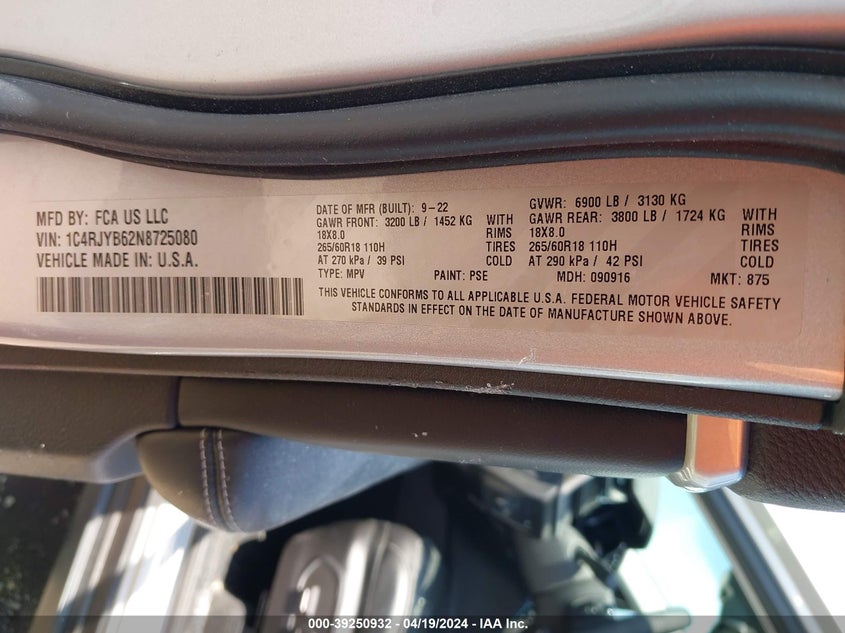 MFD BY: FCA US LLC
VIN: 1C4RJYB62N8725080
VEHICLE MADE IN: U.S.A.
DATE OF MFR (BUILT): 9-22
GAWR FRONT: 3200 LB / 1452 KG WITH
18X8.0 RIMS
265/60R18 110H TIRES
AT 270 kPa / 39 PSI COLD
TYPE: MPV PAINT: PSE
GVWR: 6900 LB / 3130 KG
GAWR REAR: 3800 LB / 1724 KG WITH
18X8.0 RIMS
265/60R18 110H TIRES
AT 290 kPa / 42 PSI COLD
MDH: 090916 MKT: 875
THIS VEHICLE CONFORMS TO ALL APPLICABLE U.S.A. FEDERAL MOTOR VEHICLE SAFETY
STANDARDS IN EFFECT ON THE DATE OF MANUFACTURE SHOWN ABOVE.
000-39250932 - 04/19/2024 - IAA Inc.